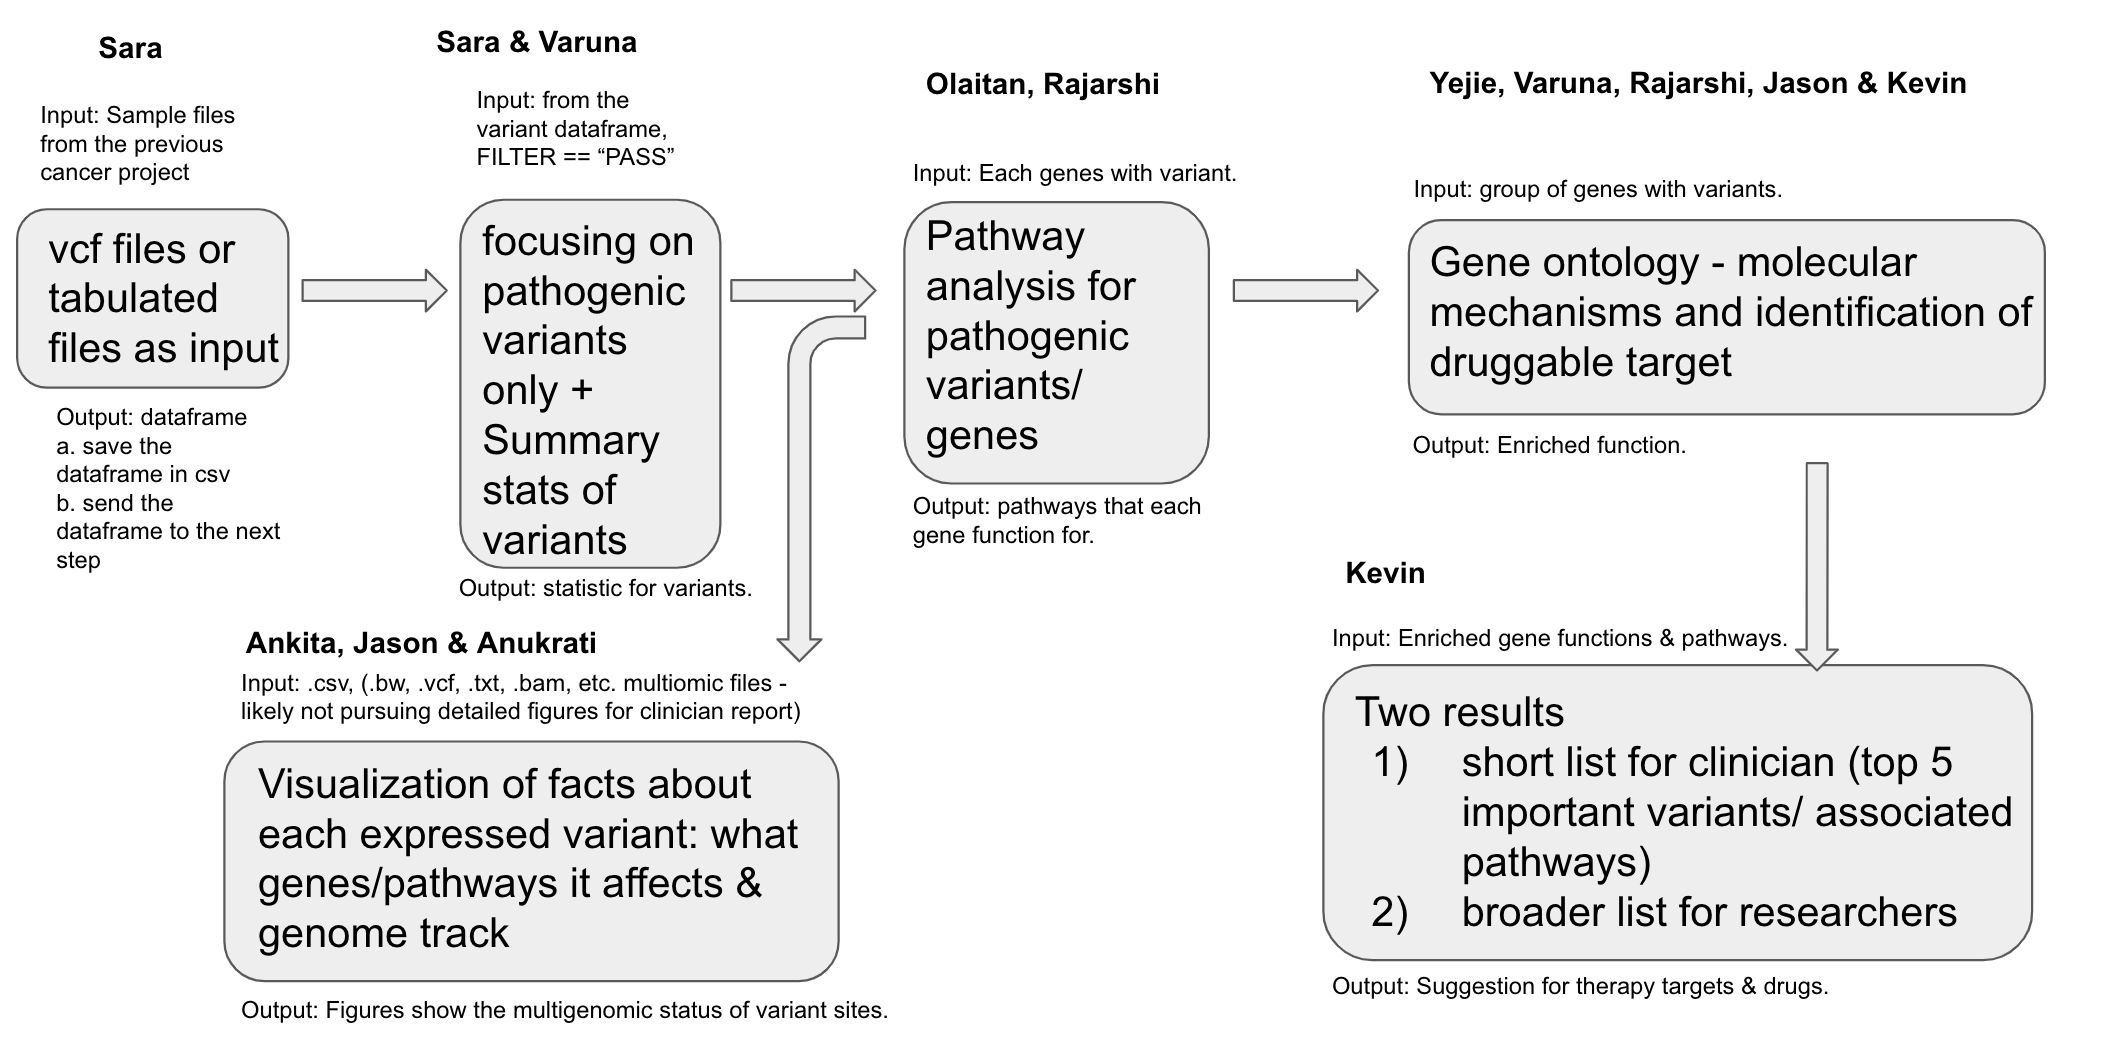 Sara
Input: Sample files
from the previous
cancer project
vcf files or
tabulated
files as input
Output: dataframe
a. save the
dataframe in csv
b. send the
dataframe to the next
step
Sara & Varuna
Input: from the
variant dataframe,
FILTER == “PASS”
focusing on
pathogenic
variants
only +
Summary
stats of
variants
Output: statistic for variants.
Olaitan, Rajarshi
Input: Each genes with variant.
Pathway
analysis for
pathogenic
variants/
genes
Output: pathways that each
gene function for.
Yejie, Varuna, Rajarshi, Jason & Kevin
Input: group of genes with variants.
Gene ontology - molecular
mechanisms and identification of
druggable target
Output: Enriched function.
Ankita, Jason & Anukrati
Input: .csv, (.bw, .vcf, .txt, .bam, etc. multiomic files -
likely not pursuing detailed figures for clinician report)
Visualization of facts about
each expressed variant: what
genes/pathways it affects &
genome track
Output: Figures show the multigenomic status of variant sites.
Kevin
Input: Enriched gene functions & pathways.
Two results
1) short list for clinician (top 5
important variants/ associated
pathways)
2) broader list for researchers
Output: Suggestion for therapy targets & drugs.